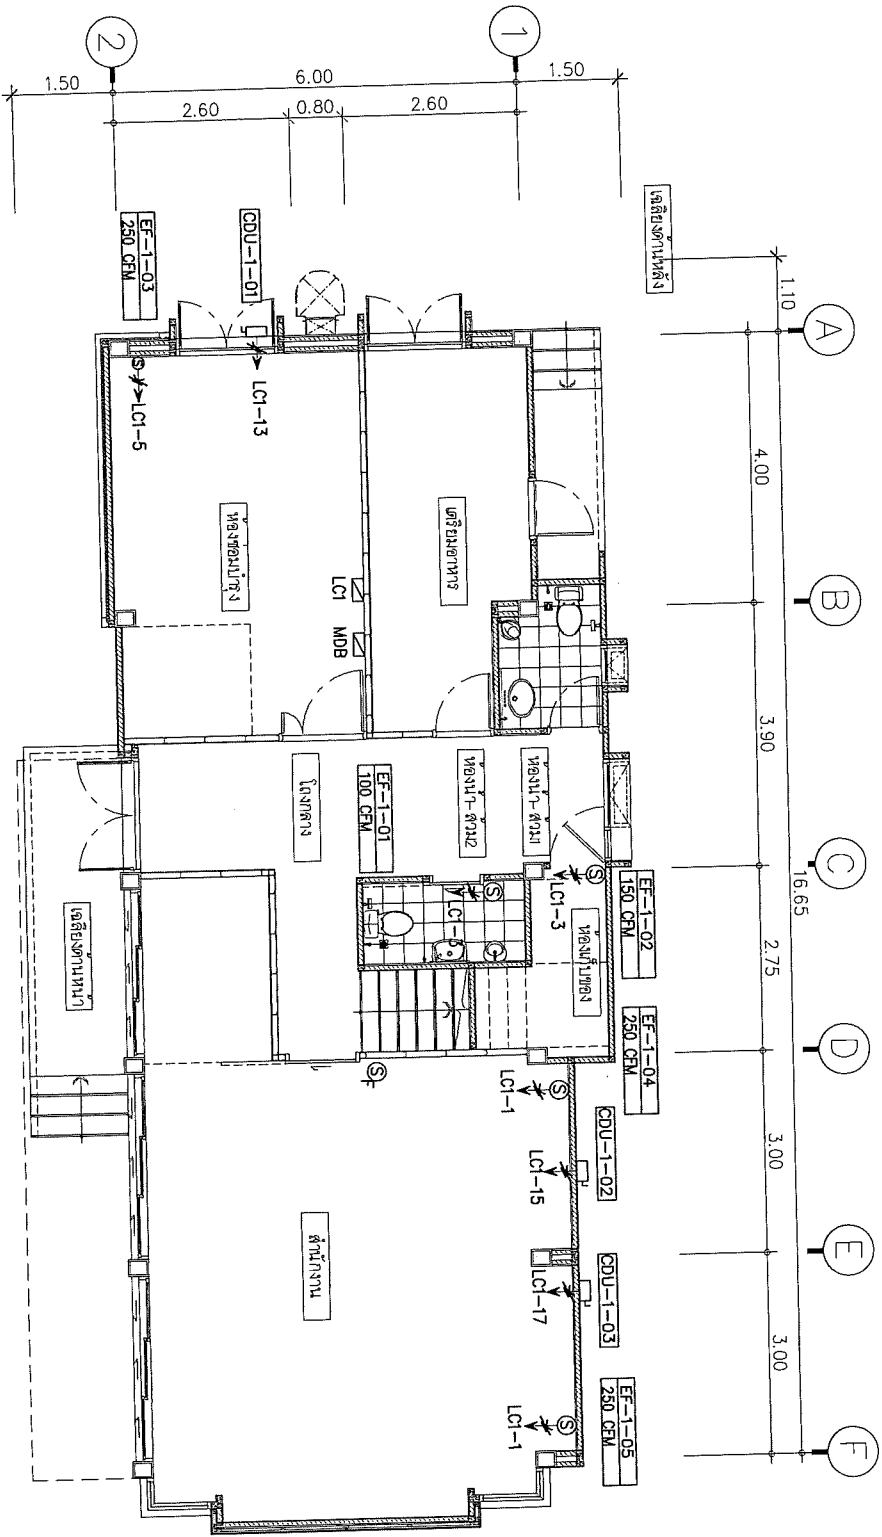 2
1
1.50
6.00
1.50
2.60
0.80
2.60
เฉลียงด้านหลัง
1.10
A
4.00
B
3.90
C
16.65
2.75
D
3.00
E
3.00
F
EF-1-03
250 CFM
CDU-1-01
LC1-5
LC1-13
ห้องซ่อมบำรุง
เตรียมอาหาร
LC1
MDB
โถงกลาง
EF-1-01
100 CFM
ห้องน้ำ-ส้วม2
ห้องน้ำ-ส้วม1
S
LC1-3
EF-1-02
150 CFM
ห้องเก็บของ
เฉลียงด้านหน้า
EF-1-04
250 CFM
LC1-1
CDU-1-02
LC1-15
สำนักงาน
CDU-1-03
LC1-17
EF-1-05
250 CFM
LC1-1